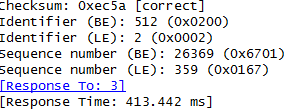 Checksum: 0xec5a [correct]
Identifier (BE): 512 (0x0200)
Identifier (LE): 2 (0x0002)
Sequence number (BE): 26369 (0x6701)
Sequence number (LE): 359 (0x0167)
[Response To: 3]
[Response Time: 413.442 ms]